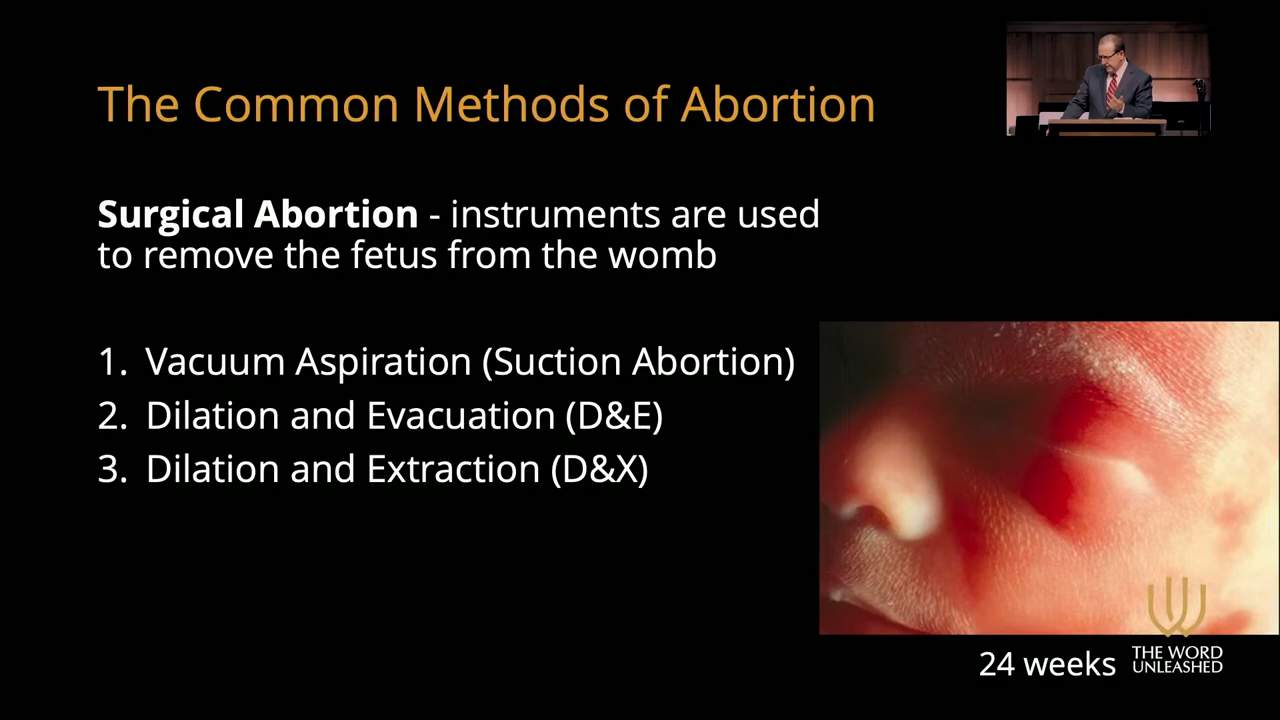 The Common Methods of Abortion
Surgical Abortion - instruments are used
to remove the fetus from the womb
1. Vacuum Aspiration (Suction Abortion)
2. Dilation and Evacuation (D&E)
3. Dilation and Extraction (D&X)
24 weeks
THE WORD
UNLEASHED